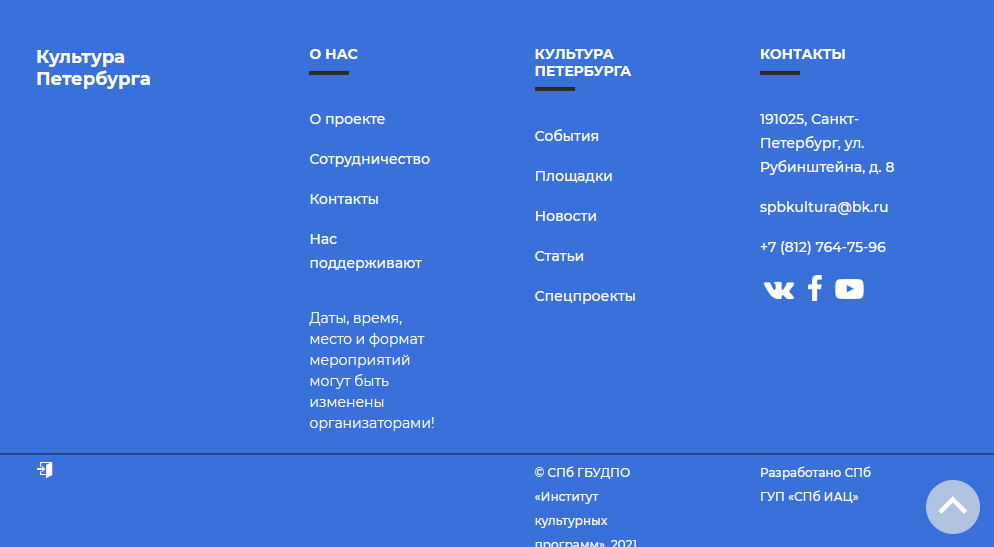 Культура
Петербурга
О НАС
О проекте
Сотрудничество
Контакты
Нас
поддерживают
Даты, время,
место и формат
мероприятий
могут быть
изменены
организаторами!
КУЛЬТУРА
ПЕТЕРБУРГА
События
Площадки
Новости
Статьи
Спецпроекты
КОНТАКТЫ
191025, Санкт-
Петербург, ул.
Рубинштейна, д. 8
spbkultura@bk.ru
+7 (812) 764-75-96
© СПб ГБУДПО
«Институт
культурных
программ», 2021
Разработано СПб
ГУП «СПб ИАЦ»